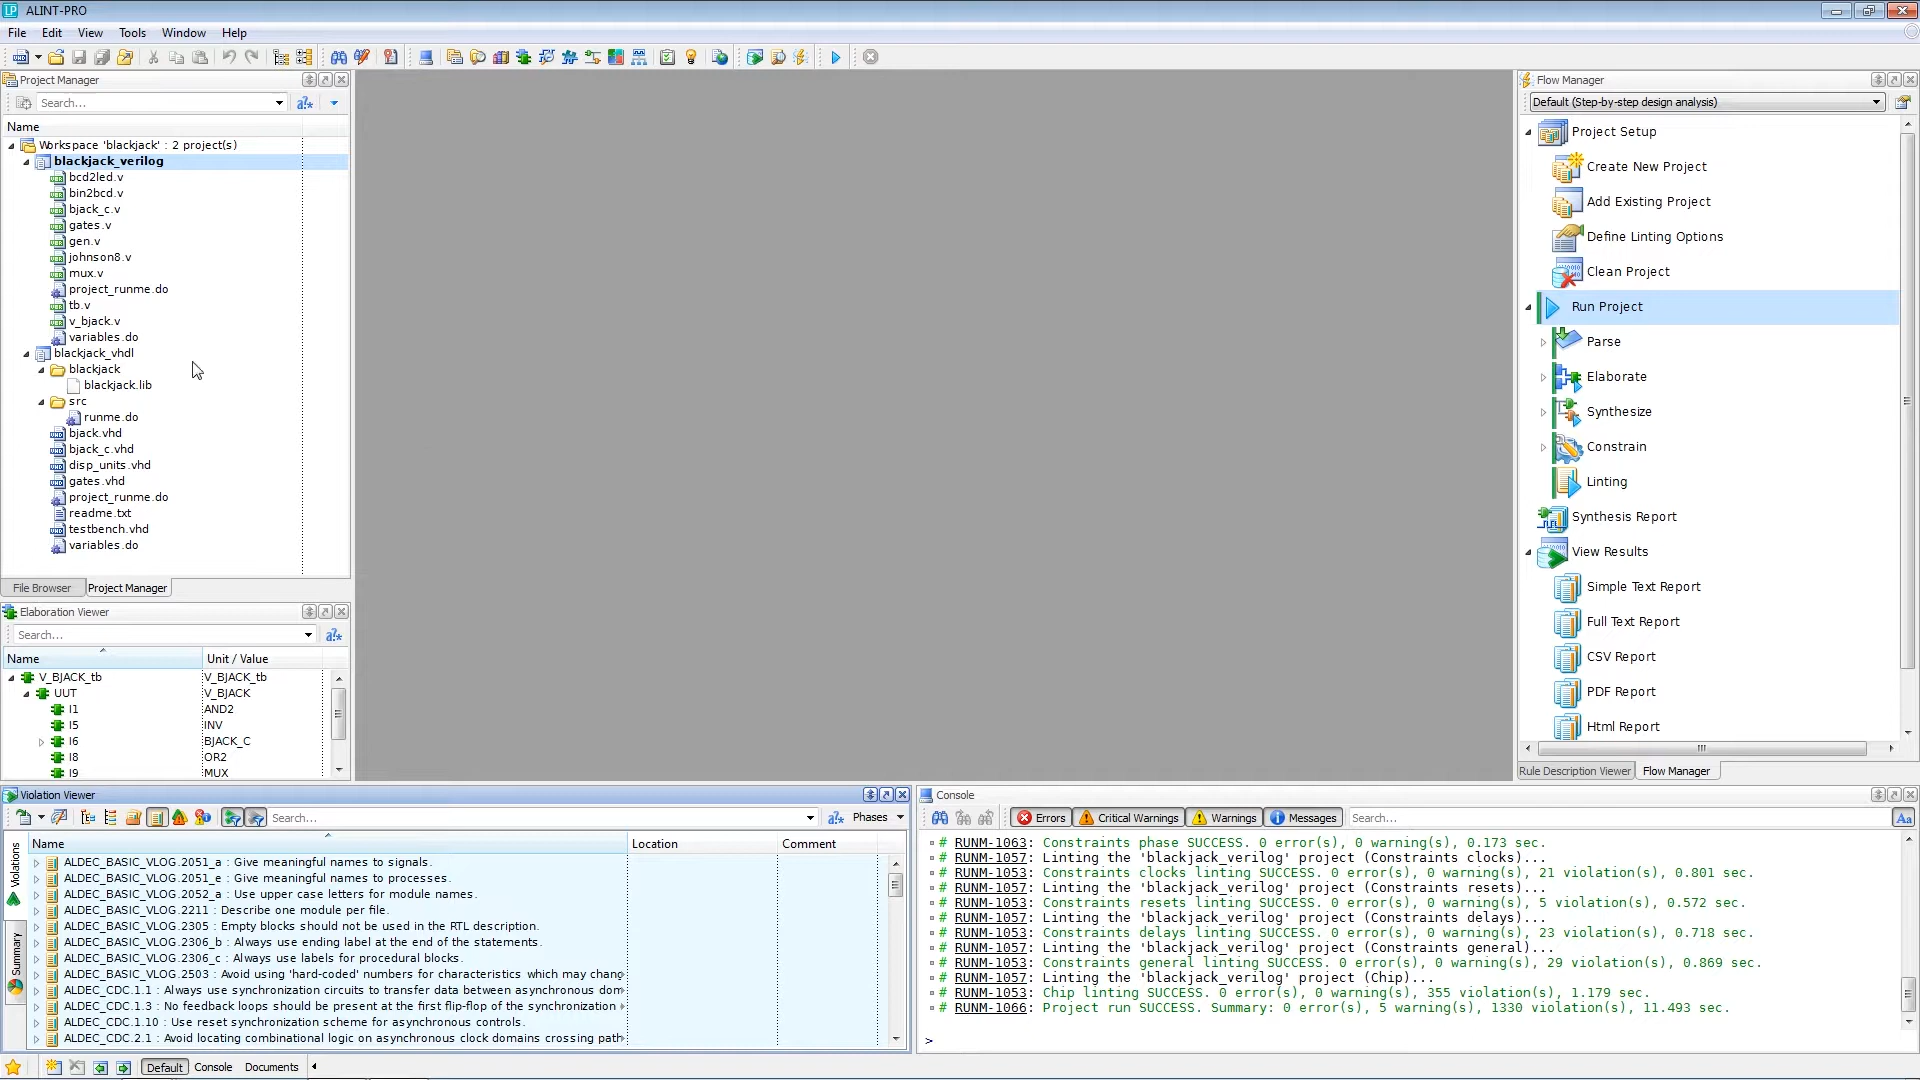 ALINT-PRO
File Edit View Tools Window Help
Project Manager
Search...
Name
Workspace 'blackjack' : 2 project(s)
blackjack_verilog
bcd2led.v
bin2bcd.v
bjack_c.v
gates.v
gen.v
johnson8.v
mux.v
project_runme.do
tb.v
v_bjack.v
variables.do
blackjack_vhdl
blackjack
blackjack.lib
src
runme.do
bjack.vhd
bjack_c.vhd
disp_units.vhd
gates.vhd
project_runme.do
readme.txt
testbench.vhd
variables.do
File Browser Project Manager
Elaboration Viewer
Search...
Name Unit / Value
V_BJACK_tb V_BJACK_tb
UUT V_BJACK
I1 AND2
I5 INV
I6 BJACK_C
I8 OR2
I9 MUX
Flow Manager
Default (Step-by-step design analysis)
Project Setup
Create New Project
Add Existing Project
Define Linting Options
Clean Project
Run Project
Parse
Elaborate
Synthesize
Constrain
Linting
Synthesis Report
View Results
Simple Text Report
Full Text Report
CSV Report
PDF Report
Html Report
Rule Description Viewer Flow Manager
Violation Viewer
Search... Phases
Violations
Summary
Name Location Comment
ALDEC_BASIC_VLOG.2051_a : Give meaningful names to signals.
ALDEC_BASIC_VLOG.2051_e : Give meaningful names to processes.
ALDEC_BASIC_VLOG.2052_a : Use upper case letters for module names.
ALDEC_BASIC_VLOG.2211 : Describe one module per file.
ALDEC_BASIC_VLOG.2305 : Empty blocks should not be used in the RTL description.
ALDEC_BASIC_VLOG.2306_b : Always use ending label at the end of the statements.
ALDEC_BASIC_VLOG.2306_c : Always use labels for procedural blocks.
ALDEC_BASIC_VLOG.2503 : Avoid using 'hard-coded' numbers for characteristics which may chang
ALDEC_CDC.1.1 : Always use synchronization circuits to transfer data between asynchronous dom
ALDEC_CDC.1.3 : No feedback loops should be present at the first flip-flop of the synchronization
ALDEC_CDC.1.10 : Use reset synchronization scheme for asynchronous controls.
ALDEC_CDC.2.1 : Avoid locating combinational logic on asynchronous clock domains crossing path
Console
Errors Critical Warnings Warnings Messages Search... Aa
# RUNM-1063: Constraints phase SUCCESS. 0 error(s), 0 warning(s), 0.173 sec.
# RUNM-1057: Linting the 'blackjack_verilog' project (Constraints clocks)...
# RUNM-1053: Constraints clocks linting SUCCESS. 0 error(s), 0 warning(s), 21 violation(s), 0.801 sec.
# RUNM-1057: Linting the 'blackjack_verilog' project (Constraints resets)...
# RUNM-1053: Constraints resets linting SUCCESS. 0 error(s), 0 warning(s), 5 violation(s), 0.572 sec.
# RUNM-1057: Linting the 'blackjack_verilog' project (Constraints delays)...
# RUNM-1053: Constraints delays linting SUCCESS. 0 error(s), 0 warning(s), 23 violation(s), 0.718 sec.
# RUNM-1057: Linting the 'blackjack_verilog' project (Constraints general)...
# RUNM-1053: Constraints general linting SUCCESS. 0 error(s), 0 warning(s), 29 violation(s), 0.869 sec.
# RUNM-1057: Linting the 'blackjack_verilog' project (Chip)...
# RUNM-1053: Chip linting SUCCESS. 0 error(s), 0 warning(s), 355 violation(s), 1.179 sec.
# RUNM-1066: Project run SUCCESS. Summary: 0 error(s), 5 warning(s), 1330 violation(s), 11.493 sec.
>
Default Console Documents